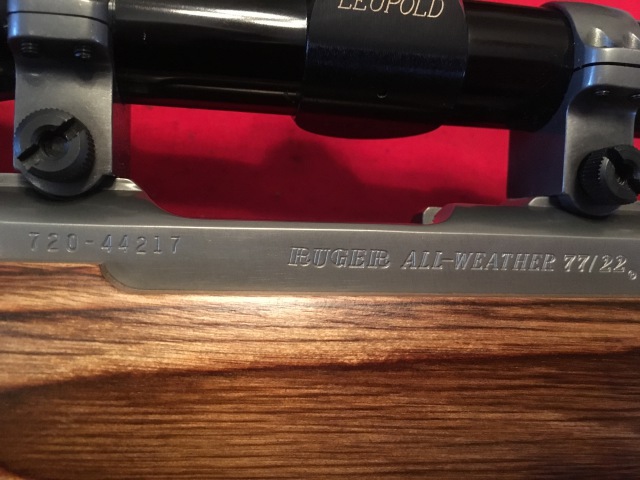 LEUPOLD
720-44217
RUGER ALL-WEATHER 77/22